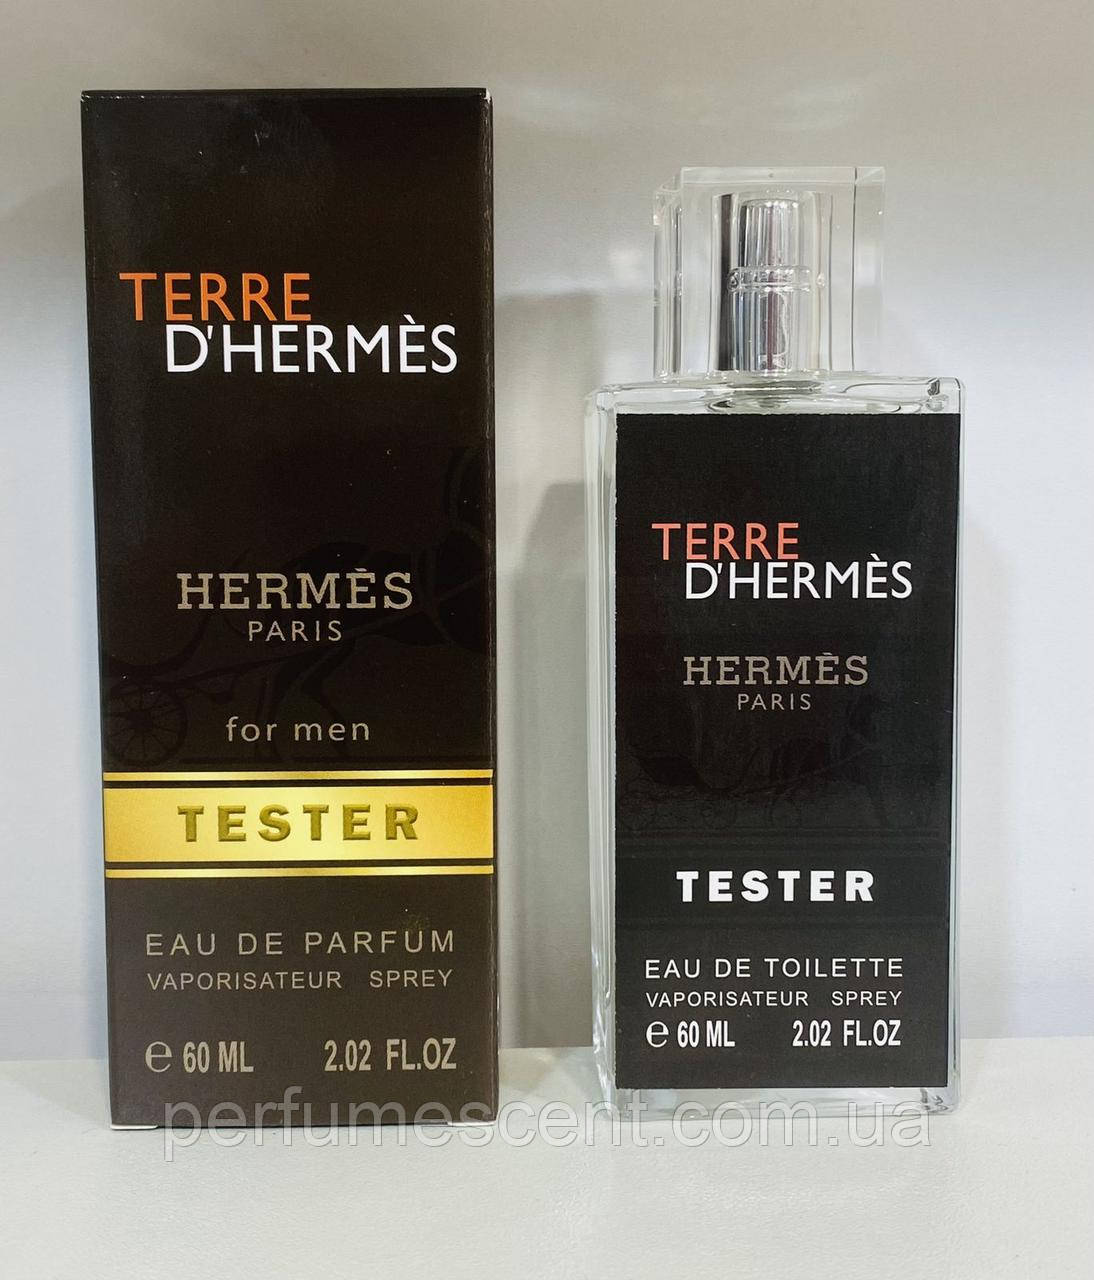 TERRE
D'HERMÈS
HERMÈS
PARIS
for men
TESTER
EAU DE PARFUM
VAPORISATEUR SPREY
e 60 ML 2.02 FL.OZ
TERRE
D'HERMÈS
HERMÈS
PARIS
TESTER
EAU DE TOILETTE
VAPORISATEUR SPREY
e 60 ML 2.02 FL.OZ
perfumescent.com.ua